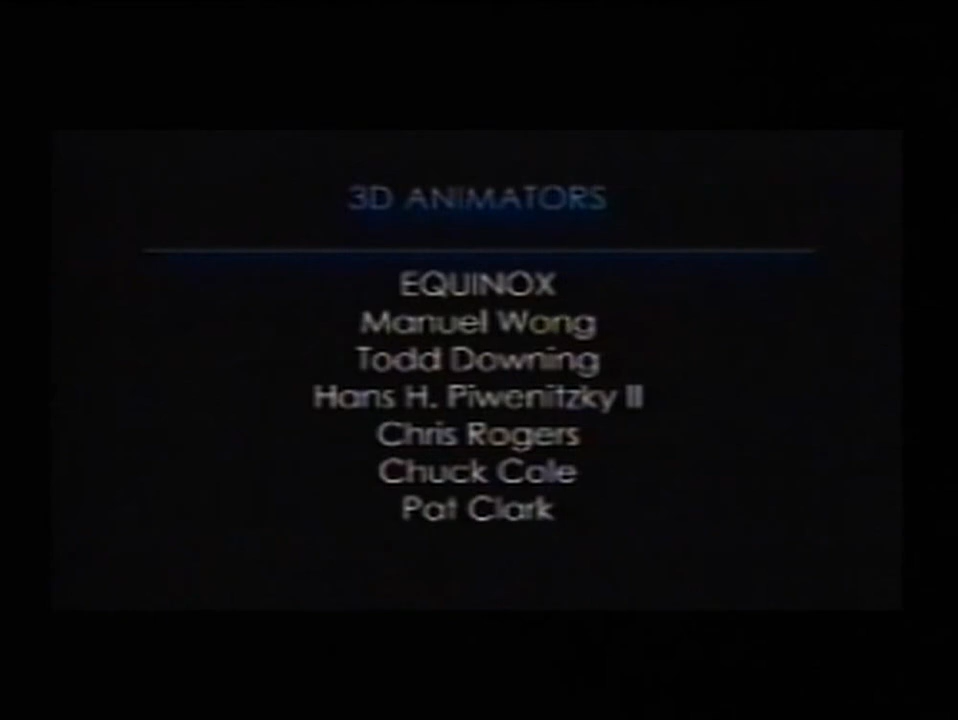 3D ANIMATORS
EQUINOX
Manuel Wong
Todd Downing
Hans H. Piwenitzky II
Chris Rogers
Chuck Cole
Pat Clark